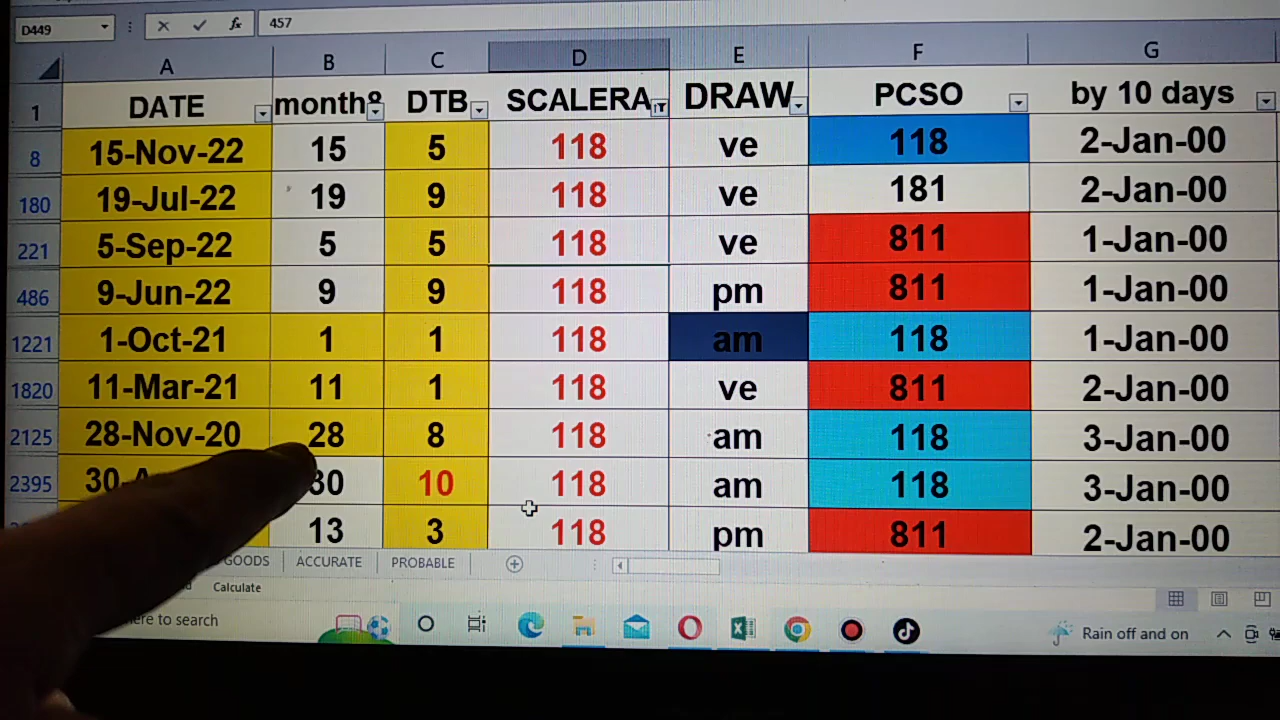 D449 fx 457
A B C D E F G
1 DATE month DTB SCALERA DRAW PCSO by 10 days
8 15-Nov-22 15 5 118 ve 118 2-Jan-00
180 19-Jul-22 19 9 118 ve 181 2-Jan-00
221 5-Sep-22 5 5 118 ve 811 1-Jan-00
486 9-Jun-22 9 9 118 pm 811 1-Jan-00
1221 1-Oct-21 1 1 118 am 118 1-Jan-00
1820 11-Mar-21 11 1 118 ve 811 2-Jan-00
2125 28-Nov-20 28 8 118 am 118 3-Jan-00
2395 30-A 30 10 118 am 118 3-Jan-00
13 3 118 pm 811 2-Jan-00
GOODS ACCURATE PROBABLE
Calculate
here to search Rain off and on